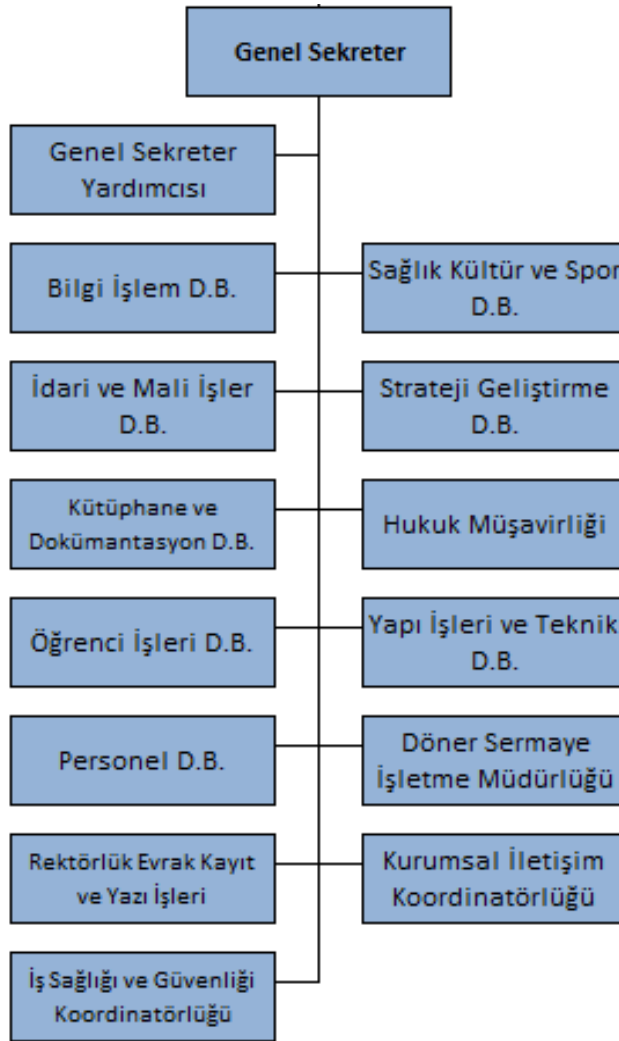 Genel Sekreter
Genel Sekreter
Yardımcısı
Bilgi İşlem D.B.
Sağlık Kültür ve Spor
D.B.
İdari ve Mali İşler
D.B.
Strateji Geliştirme
D.B.
Kütüphane ve
Dokümantasyon D.B.
Hukuk Müşavirliği
Öğrenci İşleri D.B.
Yapı İşleri ve Teknik
D.B.
Personel D.B.
Döner Sermaye
İşletme Müdürlüğü
Rektörlük Evrak Kayıt
ve Yazı İşleri
Kurumsal İletişim
Koordinatörlüğü
İş Sağlığı ve Güvenliği
Koordinatörlüğü